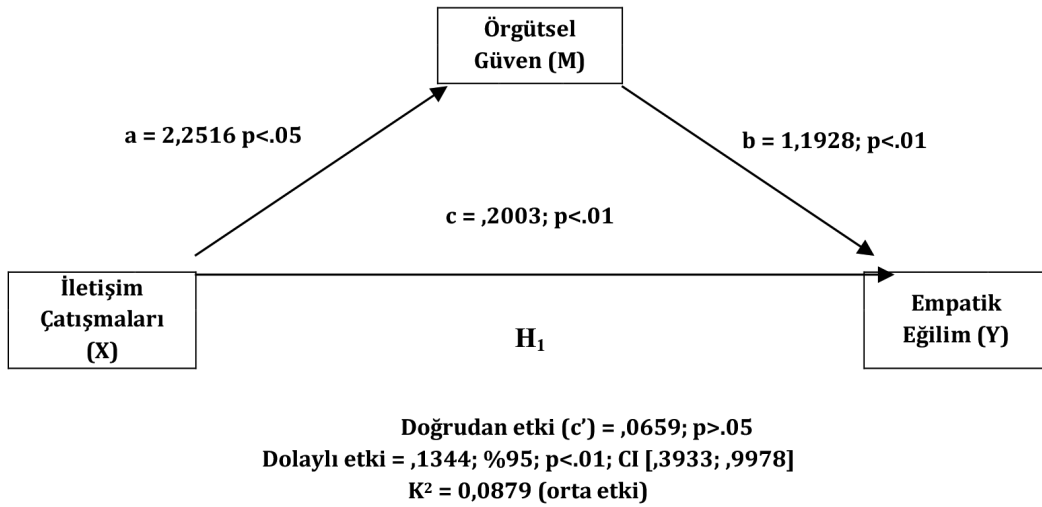 Örgütsel
Güven (M)
a = 2,2516 p<.05
b = 1,1928; p<.01
c = ,2003; p<.01
İletişim
Çatışmaları
(X)
Empatik
Eğilim (Y)
H₁
Doğrudan etki (c’) = ,0659; p>.05
Dolaylı etki = ,1344; %95; p<.01; CI [,3933; ,9978]
K² = 0,0879 (orta etki)